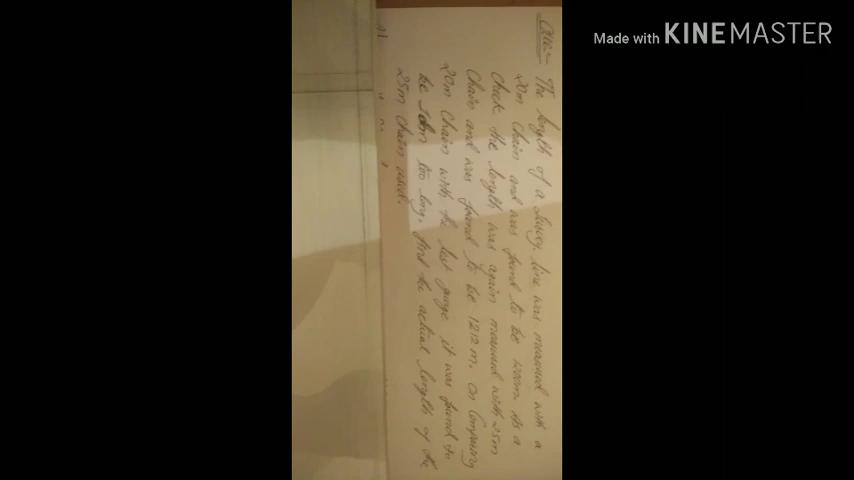 Made with KINEMASTER
Que:- The length of a survey line was measured with a
20m Chain and was found to be 1200m. As a
Check the length was again measured with 25m
Chain and was found to be 1212m. on Comparing
20m Chain with the test gauge it was found to
be too long. find the actual length of the
25m Chain used.